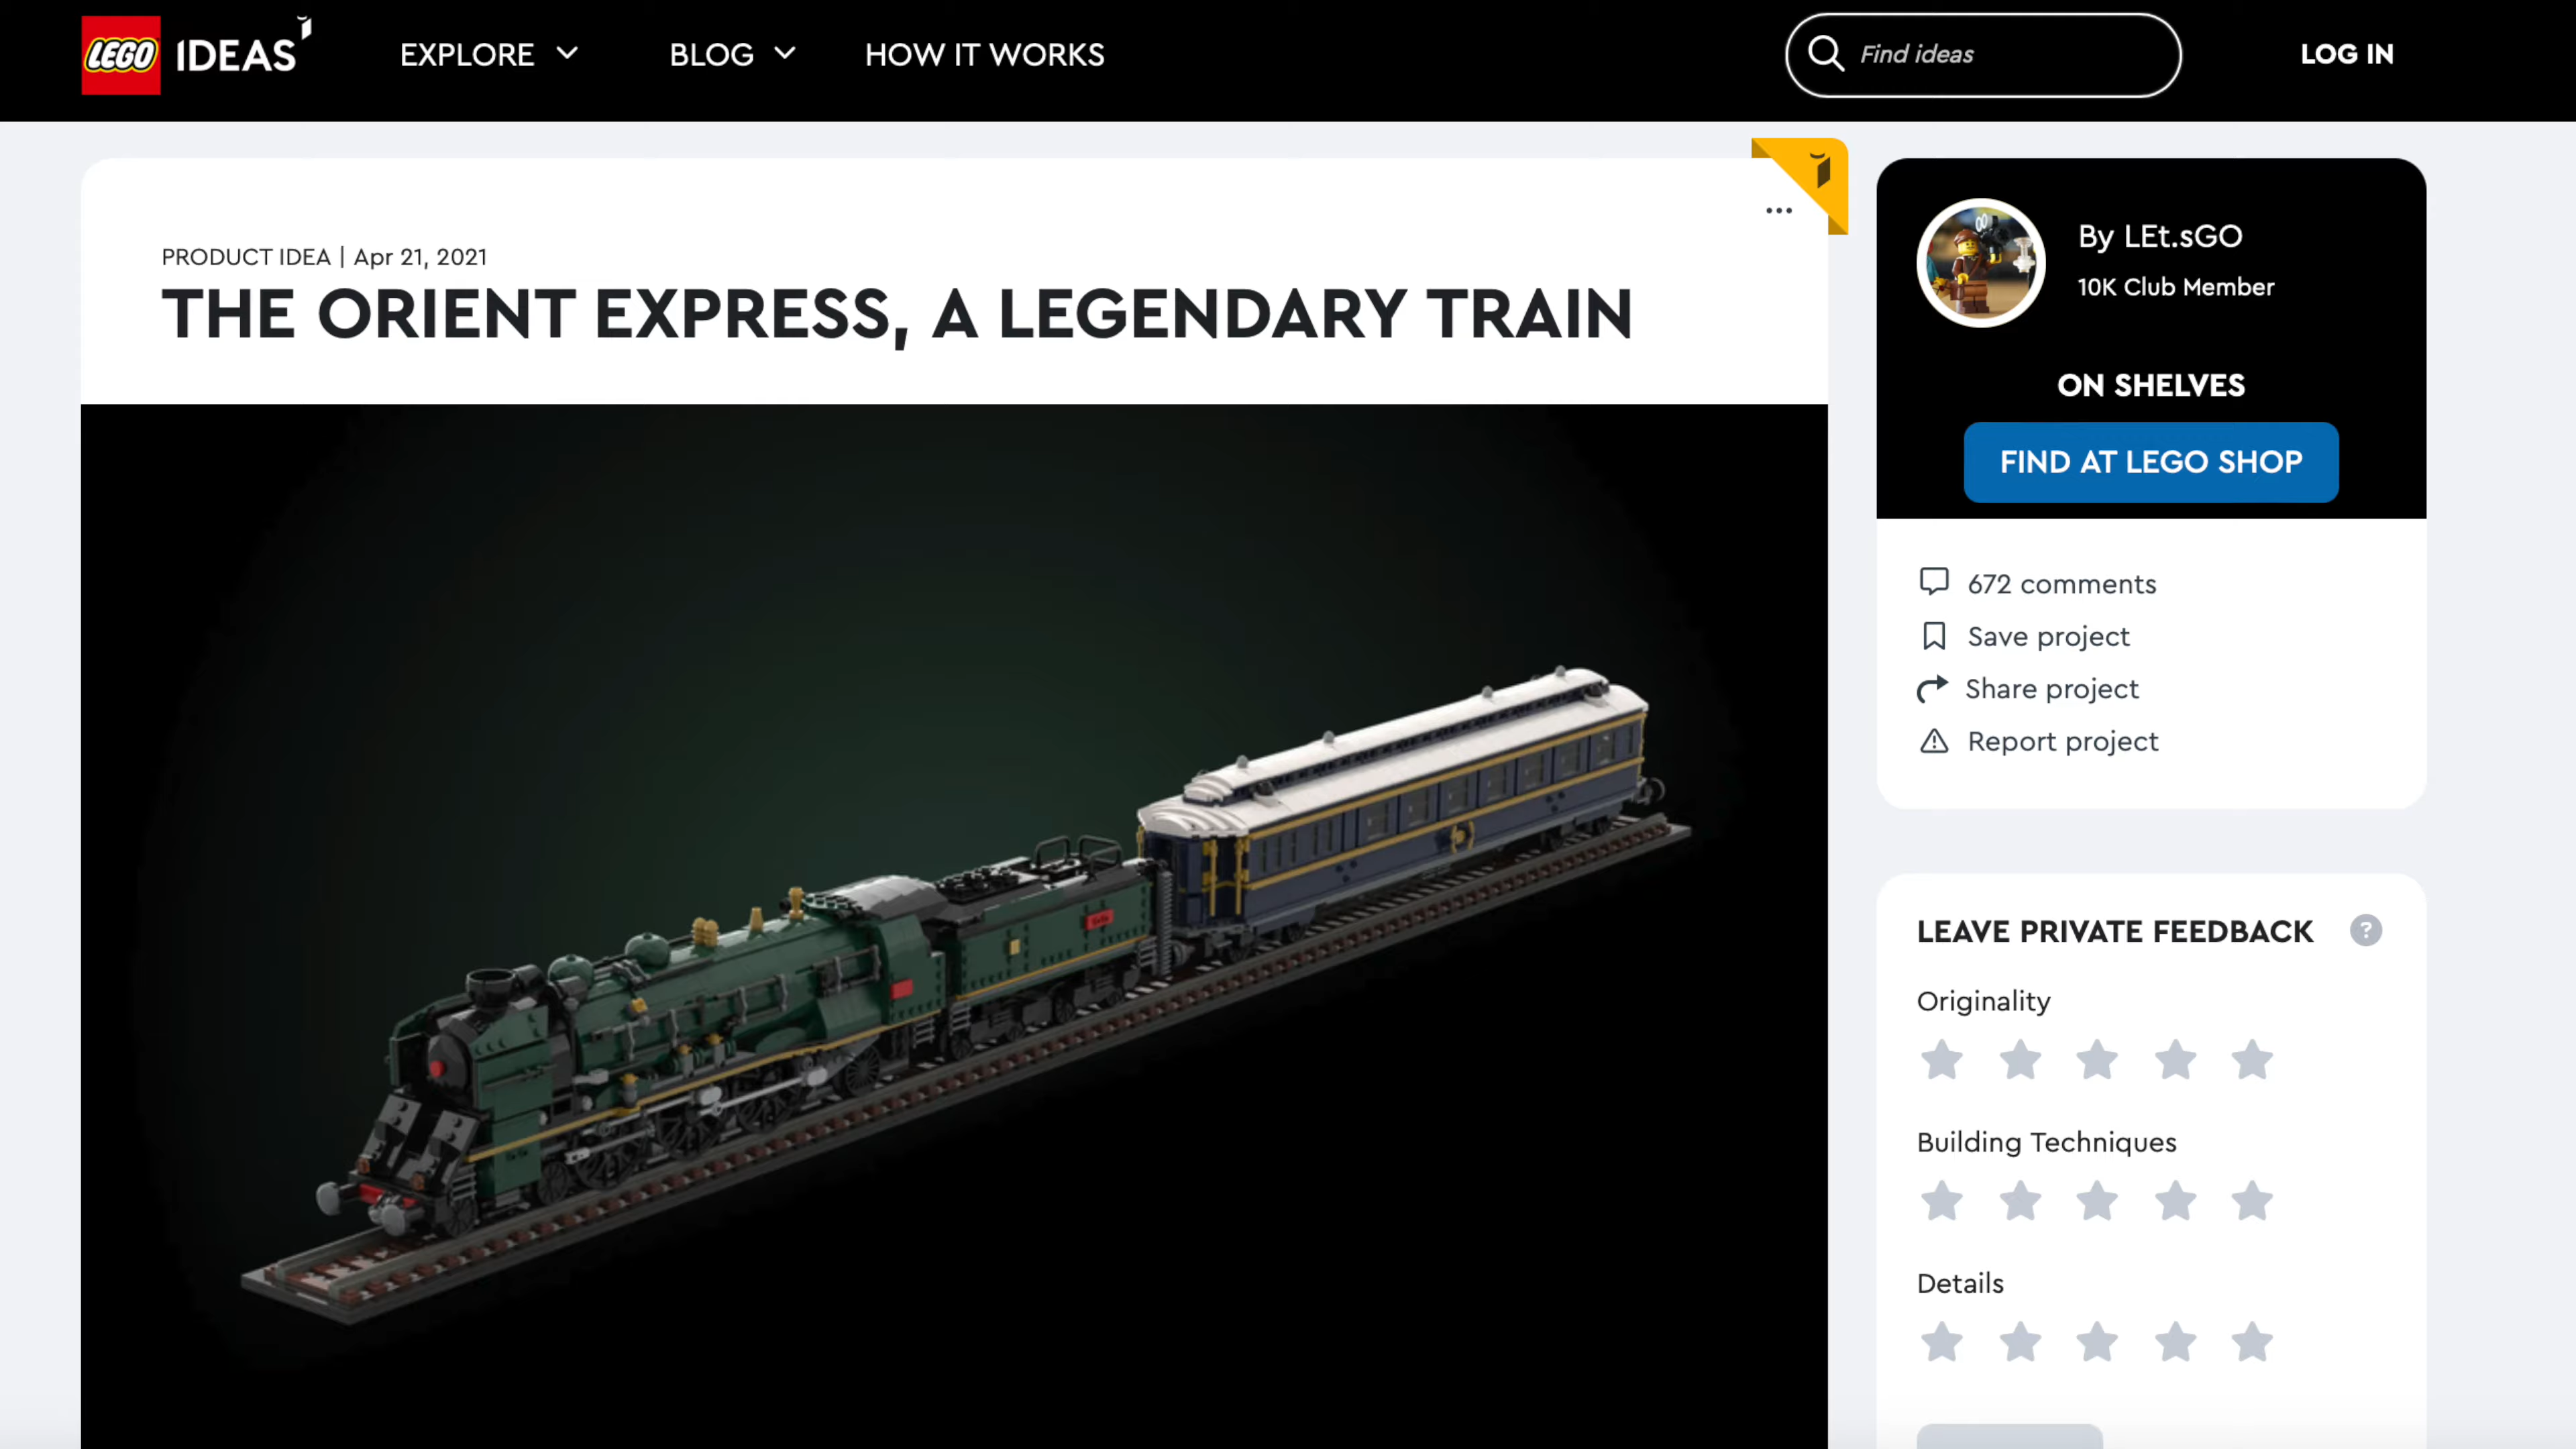 LEGO IDEAS
EXPLORE
BLOG
HOW IT WORKS
Find ideas
LOG IN
PRODUCT IDEA | Apr 21, 2021
THE ORIENT EXPRESS, A LEGENDARY TRAIN
By LEt.sGO
10K Club Member
ON SHELVES
FIND AT LEGO SHOP
672 comments
Save project
Share project
Report project
LEAVE PRIVATE FEEDBACK ?
Originality
Building Techniques
Details